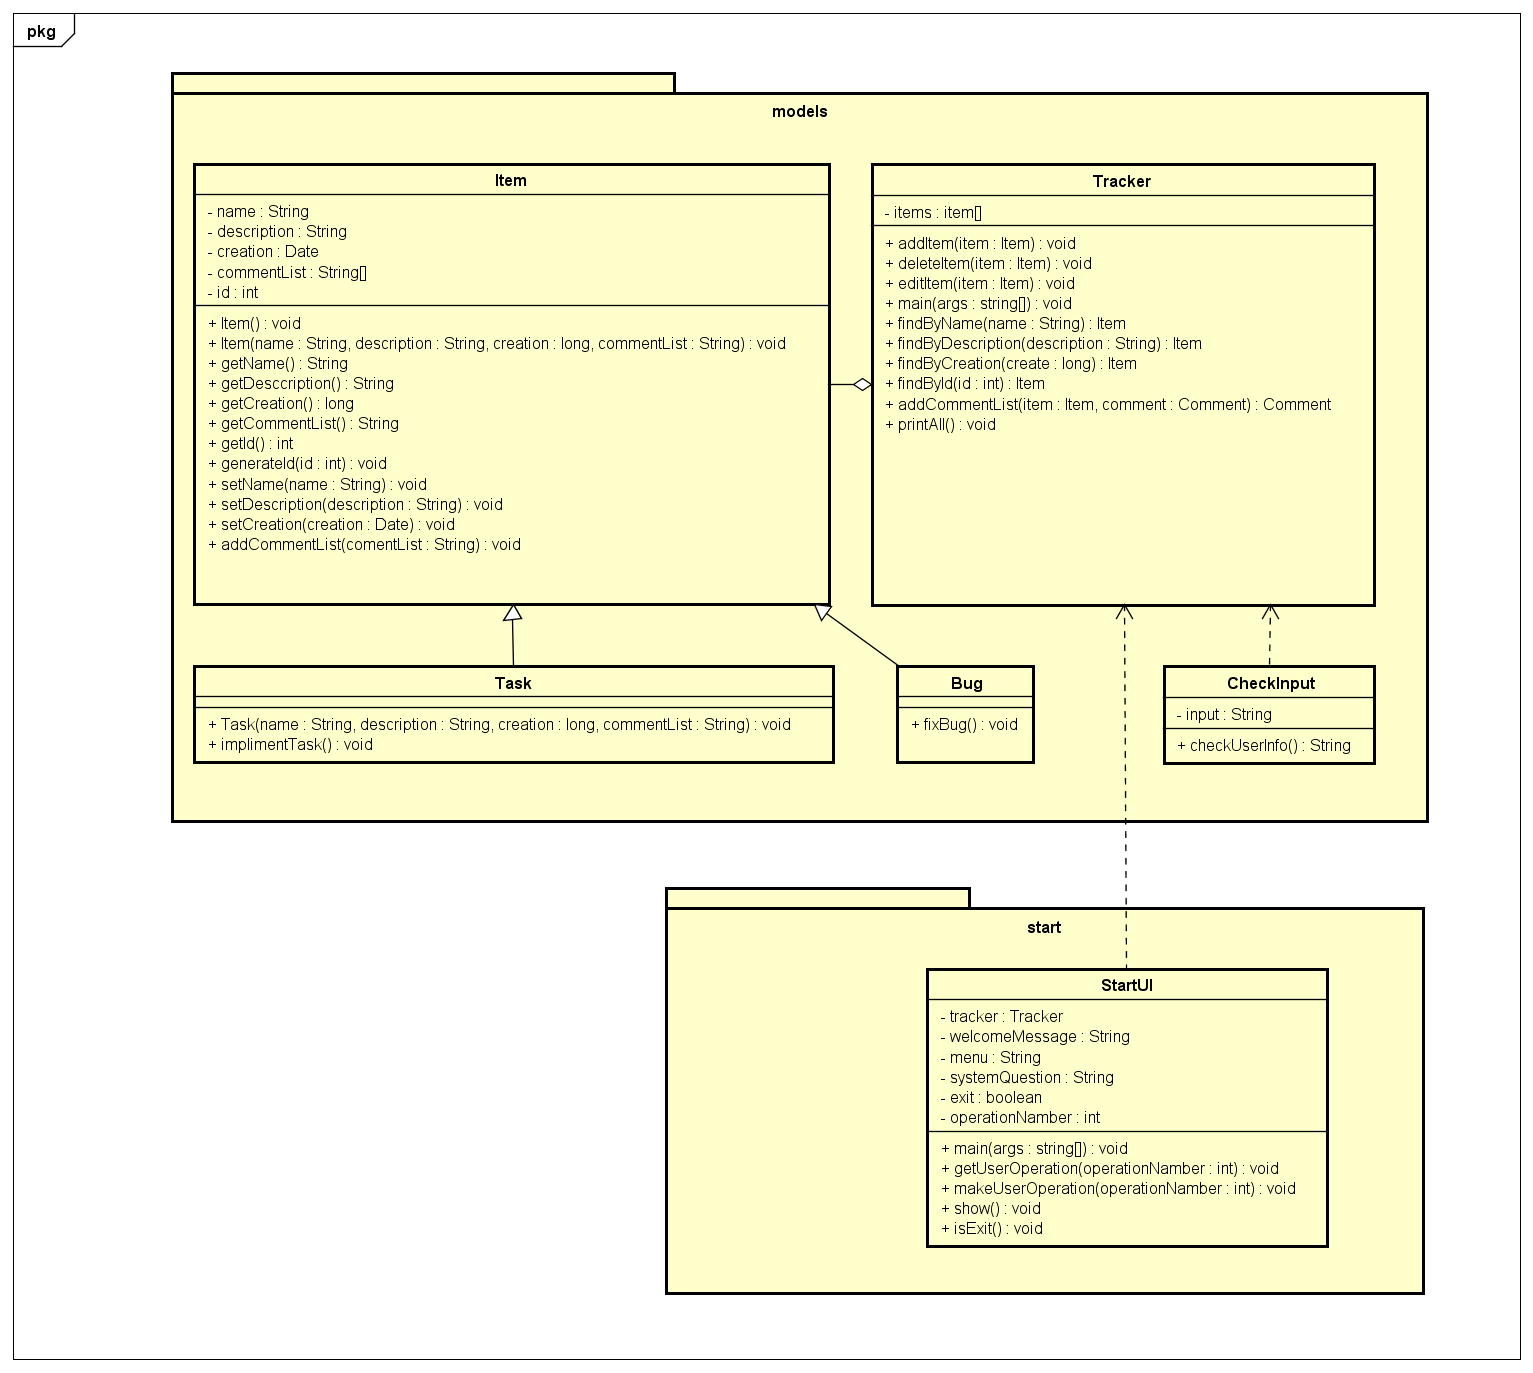 pkg
models
Item
- name : String
- description : String
- creation : Date
- commentList : String[]
- id : int
+ Item() : void
+ Item(name : String, description : String, creation : long, commentList : String) : void
+ getName() : String
+ getDesccription() : String
+ getCreation() : long
+ getCommentList() : String
+ getId() : int
+ generateId(id : int) : void
+ setName(name : String) : void
+ setDescription(description : String) : void
+ setCreation(creation : Date) : void
+ addCommentList(comentList : String) : void
Tracker
- items : item[]
+ addItem(item : Item) : void
+ deleteItem(item : Item) : void
+ editItem(item : Item) : void
+ main(args : string[]) : void
+ findByName(name : String) : Item
+ findByDescription(description : String) : Item
+ findByCreation(create : long) : Item
+ findById(id : int) : Item
+ addCommentList(item : Item, comment : Comment) : Comment
+ printAll() : void
Task
+ Task(name : String, description : String, creation : long, commentList : String) : void
+ implimentTask() : void
Bug
+ fixBug() : void
CheckInput
- input : String
+ checkUserInfo() : String
start
StartUI
- tracker : Tracker
- welcomeMessage : String
- menu : String
- systemQuestion : String
- exit : boolean
- operationNamber : int
+ main(args : string[]) : void
+ getUserOperation(operationNamber : int) : void
+ makeUserOperation(operationNamber : int) : void
+ show() : void
+ isExit() : void